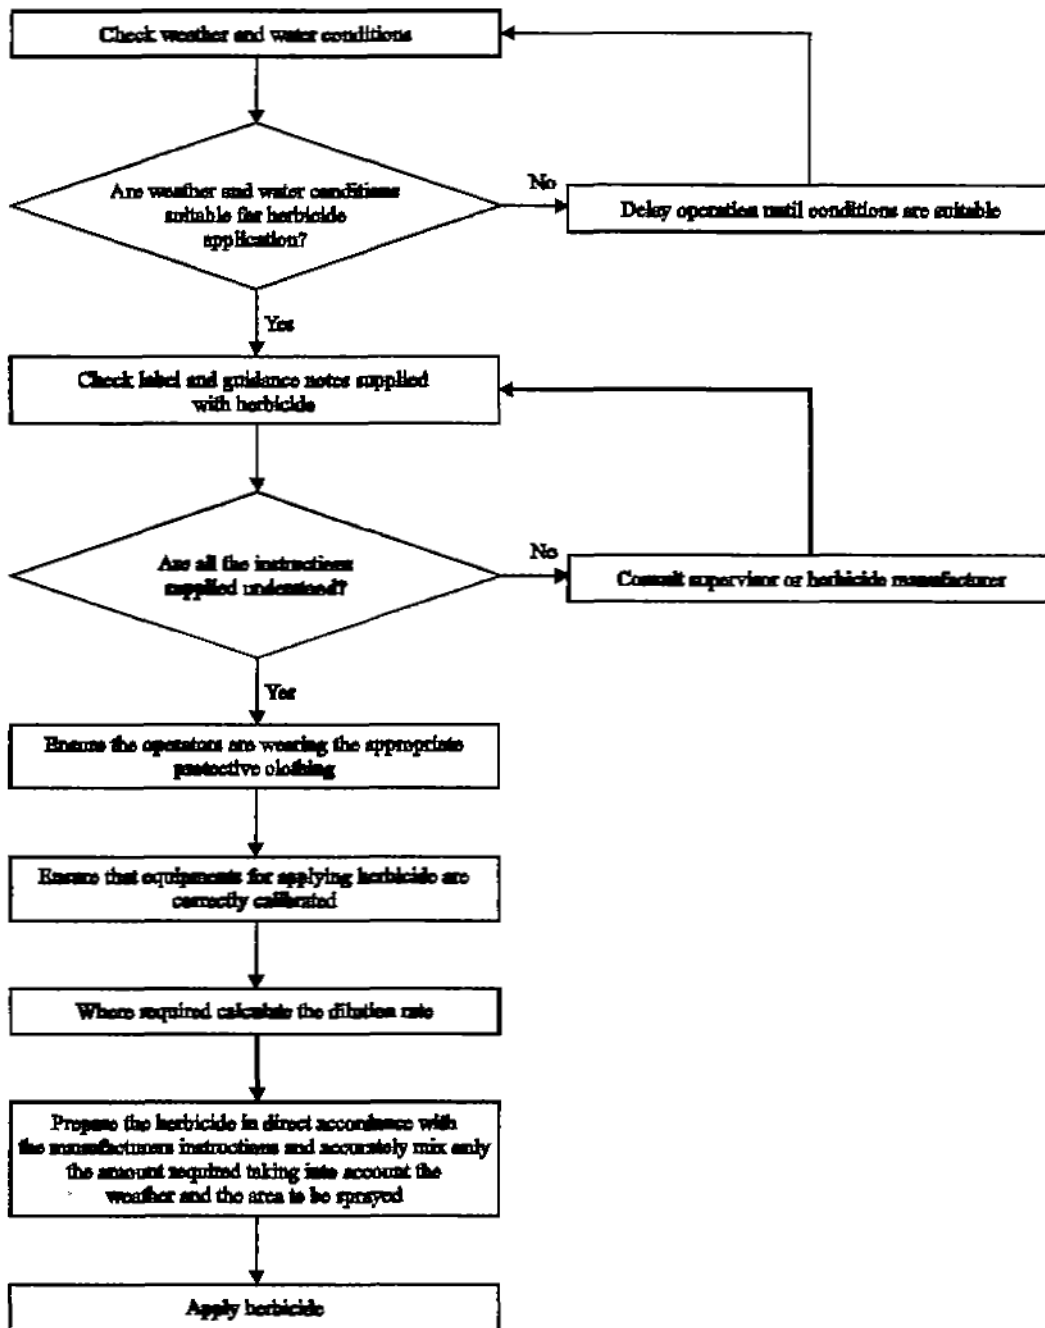 Check weather and water conditions
Are weather and water conditions
suitable for herbicide
application?
No
Delay operation until conditions are suitable
Yes
Check label and guidance notes supplied
with herbicide
Are all the instructions
supplied understood?
No
Consult supervisor or herbicide manufacturer
Yes
Ensure the operators are wearing the appropriate
protective clothing
Ensure that equipments for applying herbicide are
correctly calibrated
Where required calculate the dilution rate
Prepare the herbicide in direct accordance with
the manufacturers instructions and accurately mix only
the amount required taking into account the
weather and the area to be sprayed
Apply herbicide